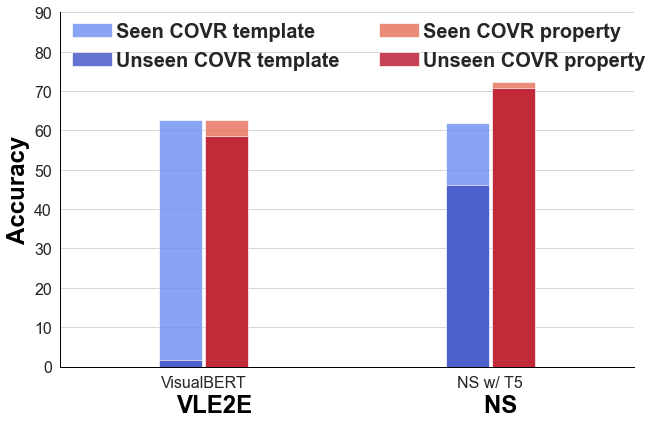 Seen COVR template
Seen COVR property
Unseen COVR template
Unseen COVR property
Accuracy
90
80
70
60
50
40
30
20
10
0
VisualBERT
NS w/ T5
VLE2E
NS